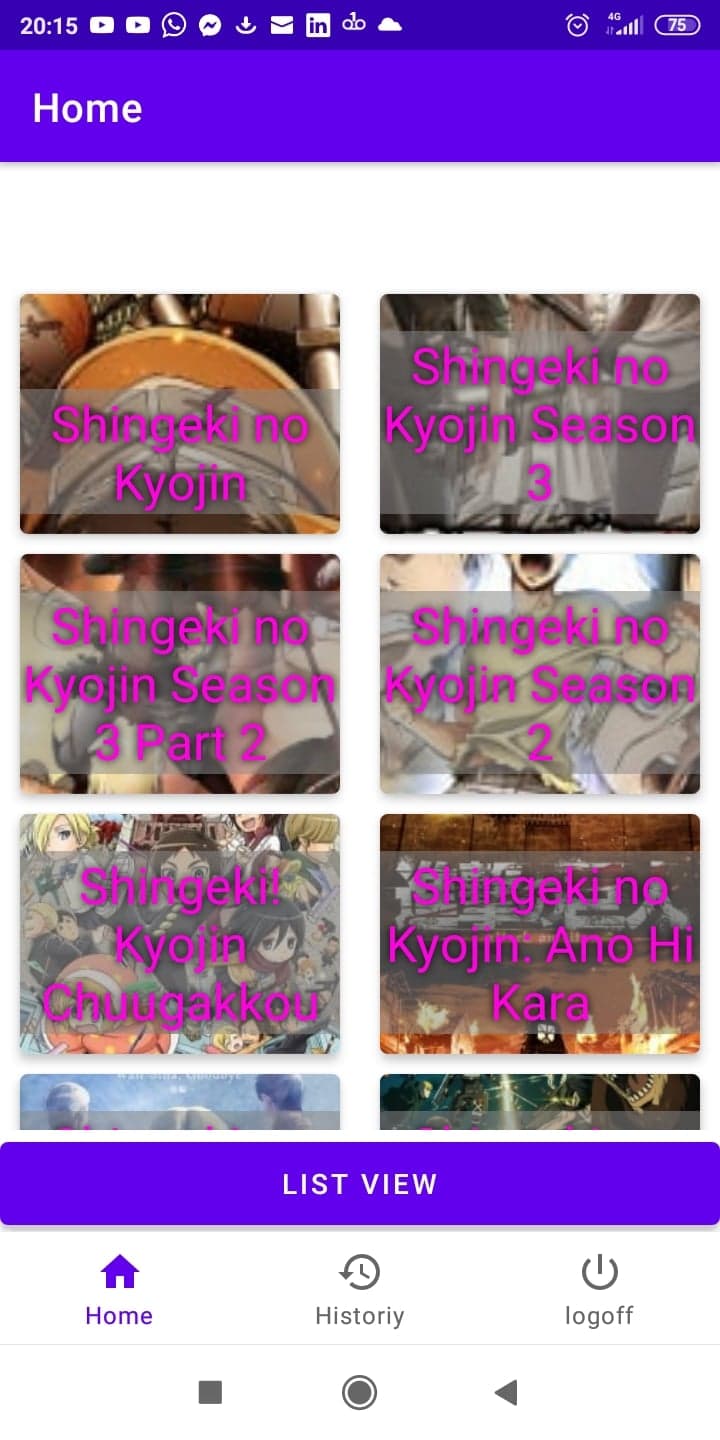 20:15
4G
75
Home
Shingeki no
Kyojin
Shingeki no
Kyojin Season
3
Shingeki no
Kyojin Season
3 Part 2
Shingeki no
Kyojin Season
2
Shingeki!
Kyojin
Chuugakkou
Shingeki no
Kyojin: Ano Hi
Kara
LIST VIEW
Home
Historiy
logoff